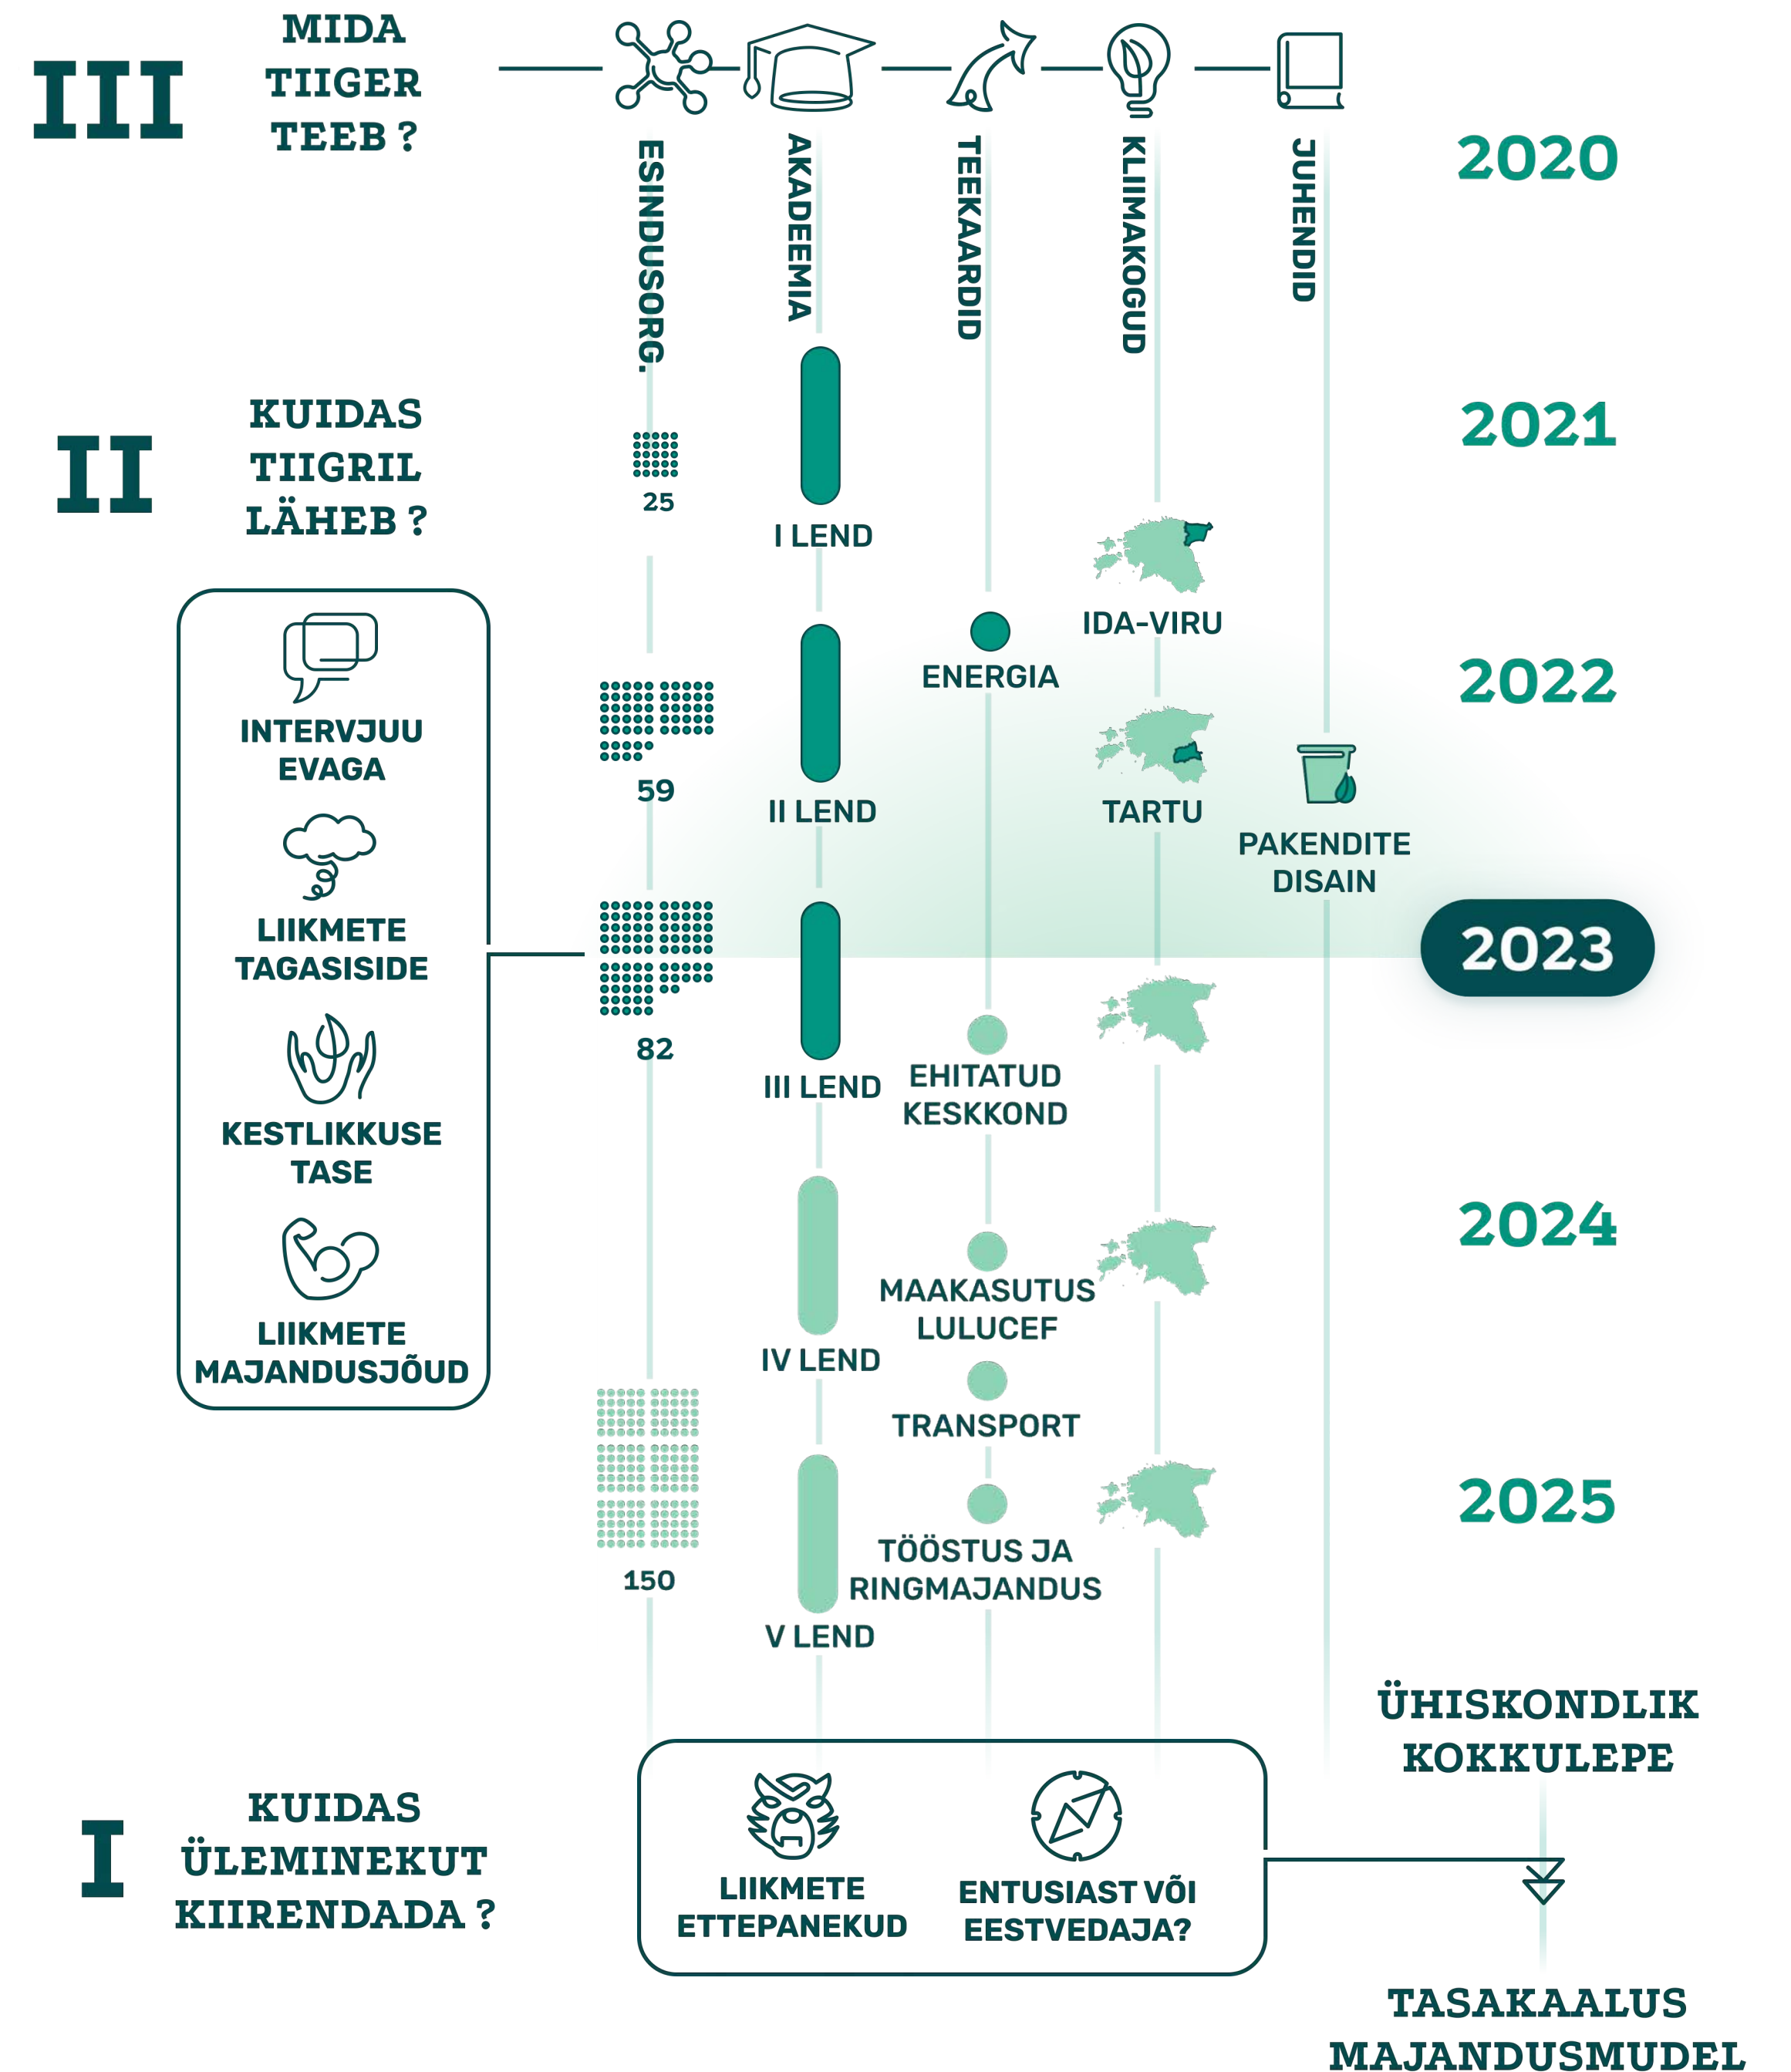 III
MIDA
TIIGER
TEEB ?
ESINDUSORG.
AKADEEMIA
TEEKAARDID
KLIIMAKOGUD
JUHENDID
2020
II
KUIDAS
TIIGRIL
LÄHEB ?
2021
25
I LEND
IDA-VIRU
ENERGIA
2022
59
II LEND
TARTU
PAKENDITE
DISAIN
2023
INTERVJUU
EVAGA
LIIKMETE
TAGASISIDE
KESTLIKKUSE
TASE
LIIKMETE
MAJANDUSJÕUD
82
III LEND
EHITATUD
KESKKOND
2024
MAAKASUTUS
LULUCEF
IV LEND
TRANSPORT
2025
150
TÖÖSTUS JA
RINGMAJANDUS
V LEND
I
KUIDAS
ÜLEMINEKUT
KIIRENDADA ?
LIIKMETE
ETTEPANEKUD
ENTUSIAST VÕI
EESTVEDAJA?
ÜHISKONDLIK
KOKKULEPE
TASAKAALUS
MAJANDUSMUDEL